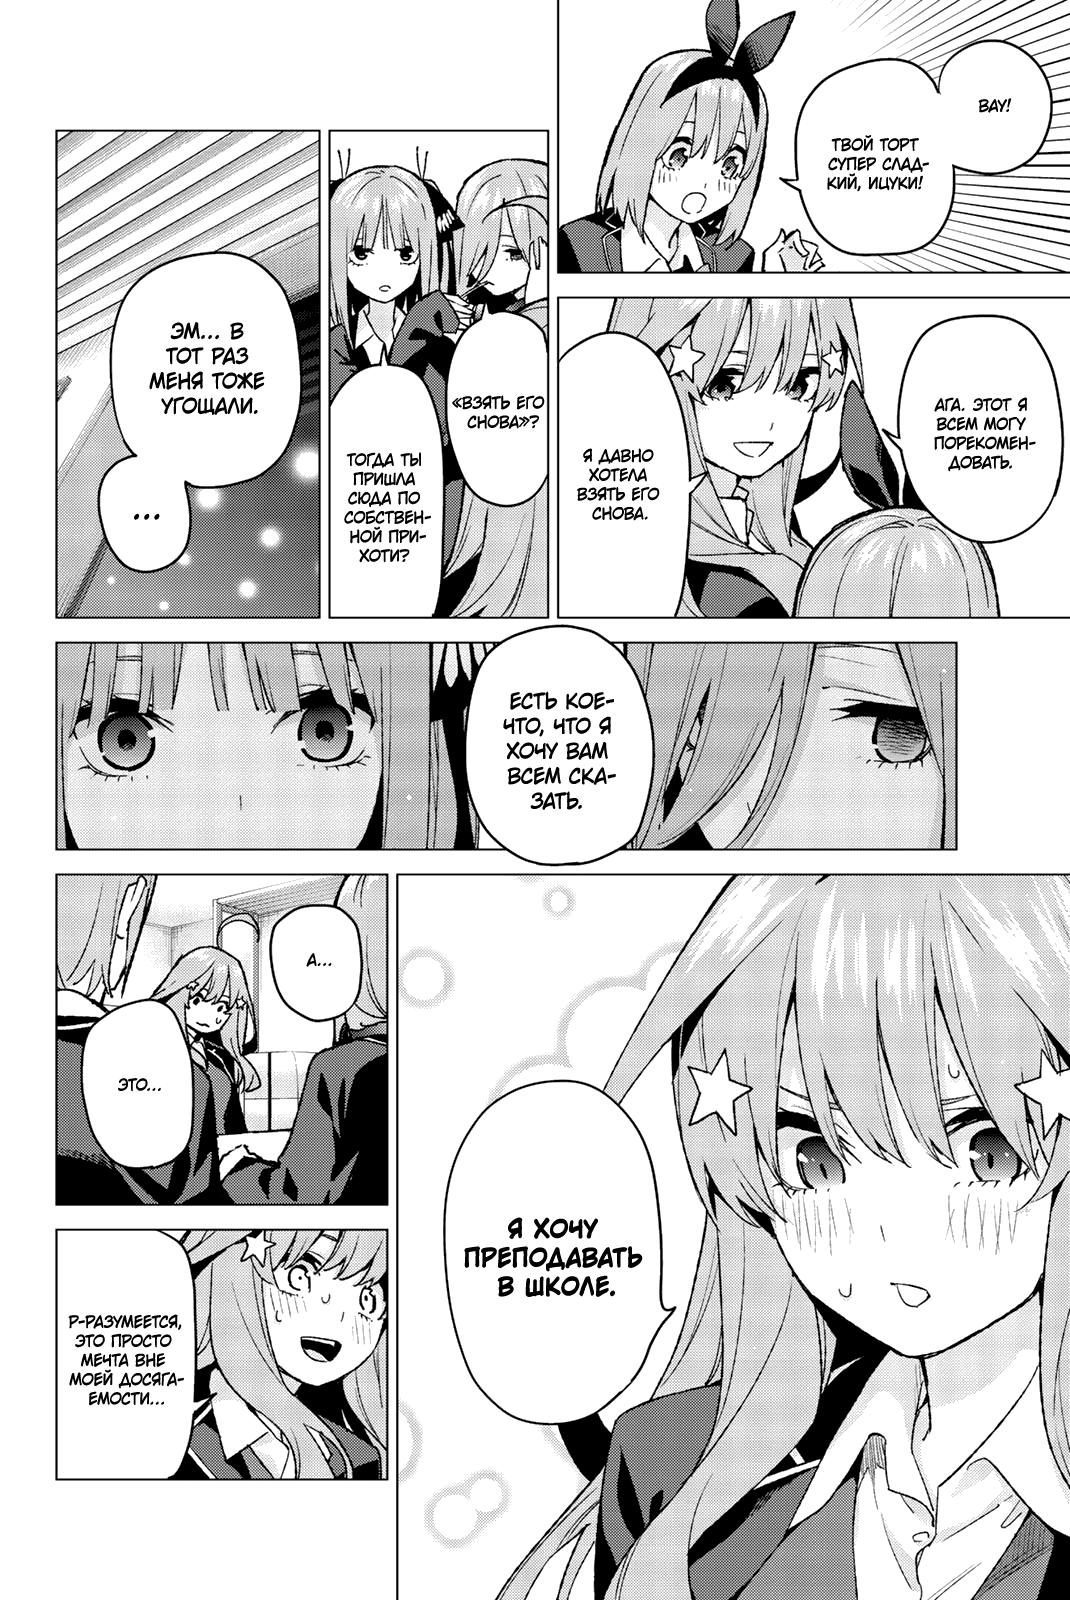 ВАУ!
ТВОЙ ТОРТ
СУПЕР СЛАД-
КИЙ, ИЦУКИ!
АГА. ЭТОТ Я
ВСЕМ МОГУ
ПОРЕКОМЕН-
ДОВАТЬ.
Я ДАВНО
ХОТЕЛА
ВЗЯТЬ ЕГО
СНОВА.
«ВЗЯТЬ ЕГО
СНОВА»?
ТОГДА ТЫ
ПРИШЛА
СЮДА ПО
СОБСТВЕН-
НОЙ ПРИ-
ХОТИ?
ЭМ... В
ТОТ РАЗ
МЕНЯ ТОЖЕ
УГОЩАЛИ.
...
ЕСТЬ КОЕ-
ЧТО, ЧТО Я
ХОЧУ ВАМ
ВСЕМ СКА-
ЗАТЬ.
Я ХОЧУ
ПРЕПОДАВАТЬ
В ШКОЛЕ.
А...
ЭТО...
Р-РАЗУМЕЕТСЯ,
ЭТО ПРОСТО
МЕЧТА ВНЕ
МОЕЙ ДОСЯГА-
ЕМОСТИ...